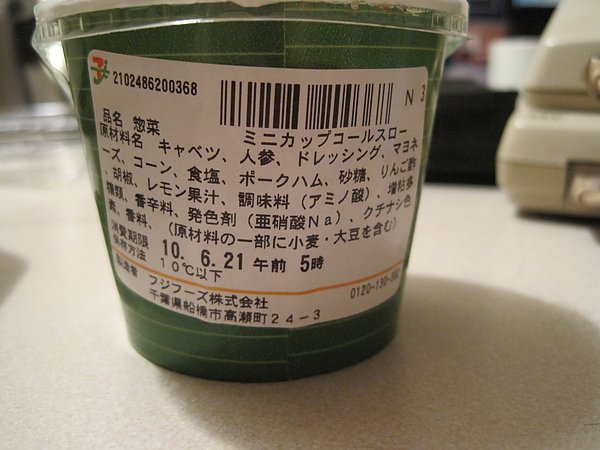 2102486200368
N 3
品名 惣菜 ミニカップコールスロー
原材料名 キャベツ、人参、ドレッシング、マヨネ
ーズ、コーン、食塩、ポークハム、砂糖、りんご酢
、胡椒、レモン果汁、調味料（アミノ酸）、増粘多
糖類、香辛料、発色剤（亜硝酸Na）、クチナシ色
素、香料、（原材料の一部に小麦・大豆を含む）
消費期限 10. 6.21 午前 5時
保存方法 10℃以下
製造者 フジフーズ株式会社
千葉県船橋市高瀬町24-3
0120-130-